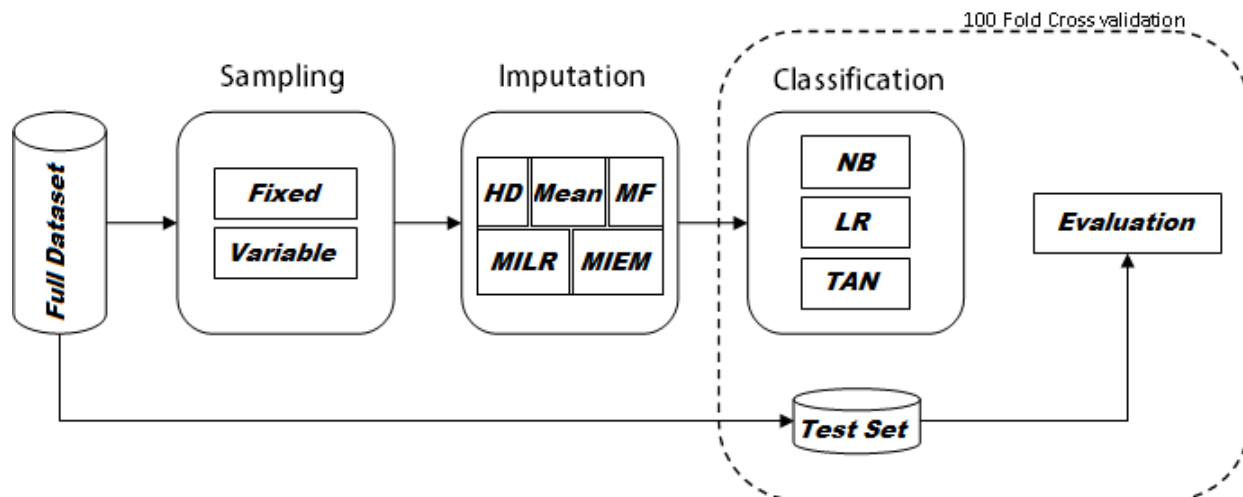 100 Fold Cross validation
Sampling
Imputation
Classification
Full Dataset
Fixed
Variable
HD Mean MF
MILR MIEM
NB
LR
TAN
Evaluation
Test Set